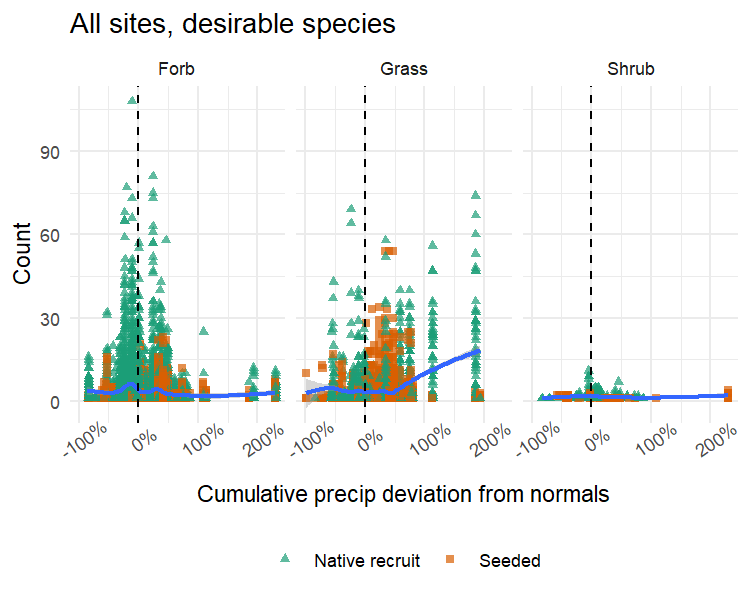 All sites, desirable species
Forb Grass Shrub
90
60
30
0
Count
-100% 0% 100% 200% -100% 0% 100% 200% -100% 0% 100% 200%
Cumulative precip deviation from normals
Native recruit Seeded